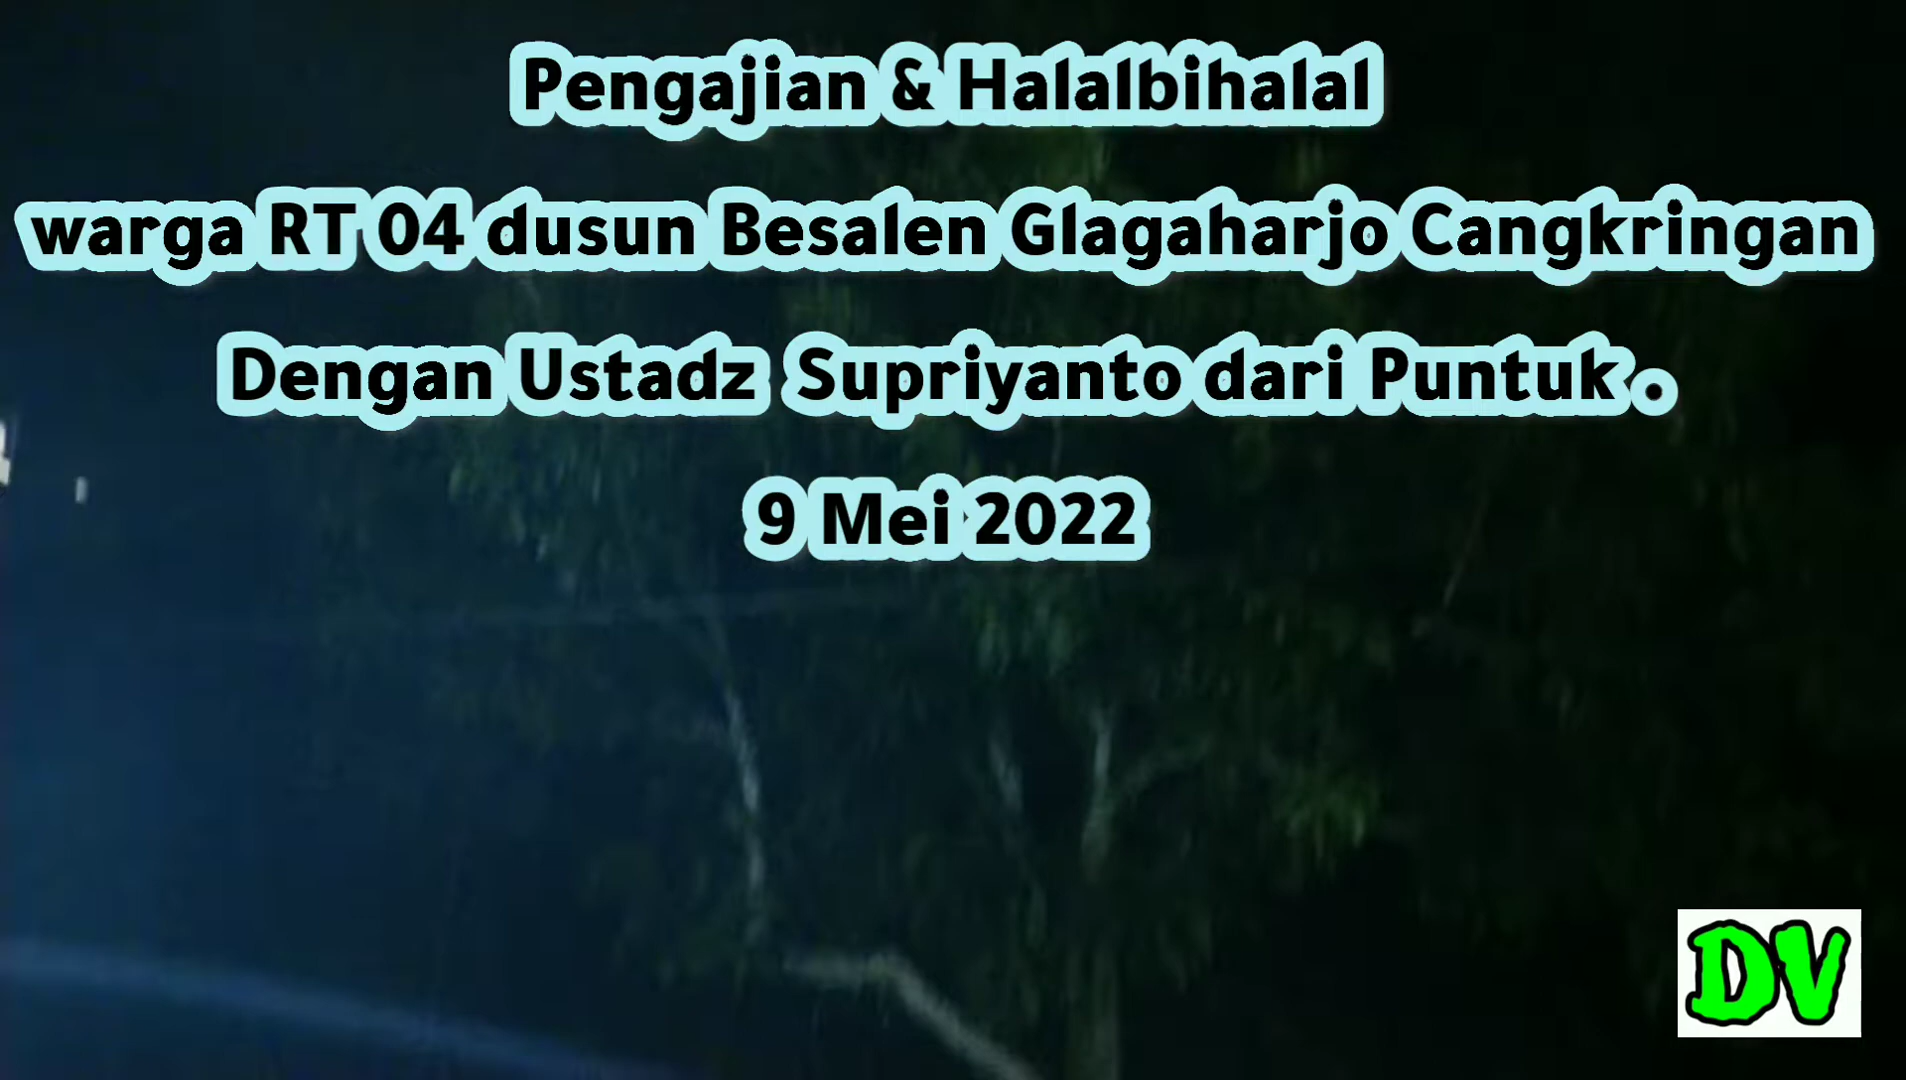 Pengajian & Halalbihalal
warga RT 04 dusun Besalen Glagaharjo Cangkringan
Dengan Ustadz Supriyanto dari Puntuk.
9 Mei 2022
DV